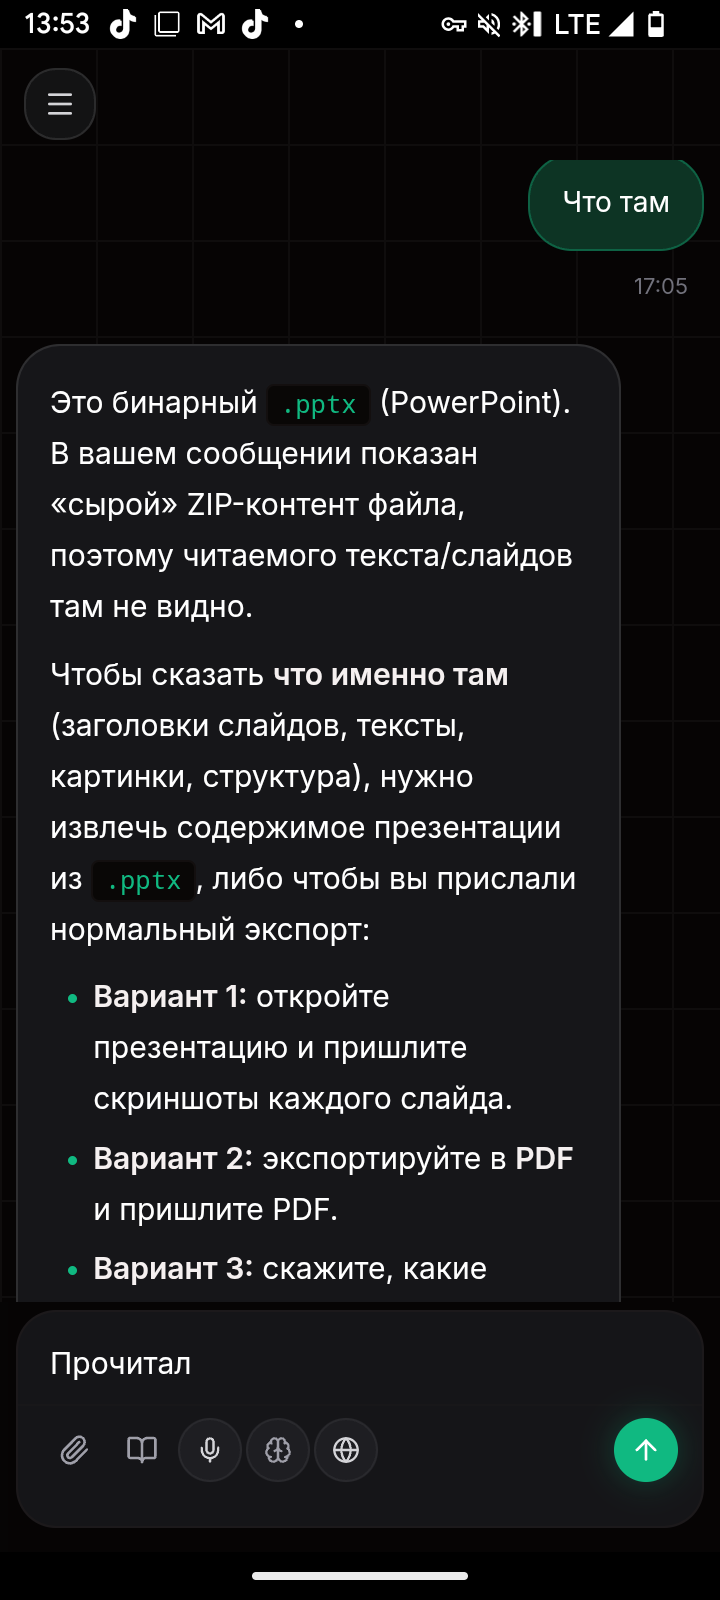 13:53
LTE
Что там
17:05
Это бинарный .pptx (PowerPoint).
В вашем сообщении показан
«сырой» ZIP-контент файла,
поэтому читаемого текста/слайдов
там не видно.
Чтобы сказать что именно там
(заголовки слайдов, тексты,
картинки, структура), нужно
извлечь содержимое презентации
из .pptx, либо чтобы вы прислали
нормальный экспорт:
• Вариант 1: откройте
презентацию и пришлите
скриншоты каждого слайда.
• Вариант 2: экспортируйте в PDF
и пришлите PDF.
• Вариант 3: скажите, какие
Прочитал